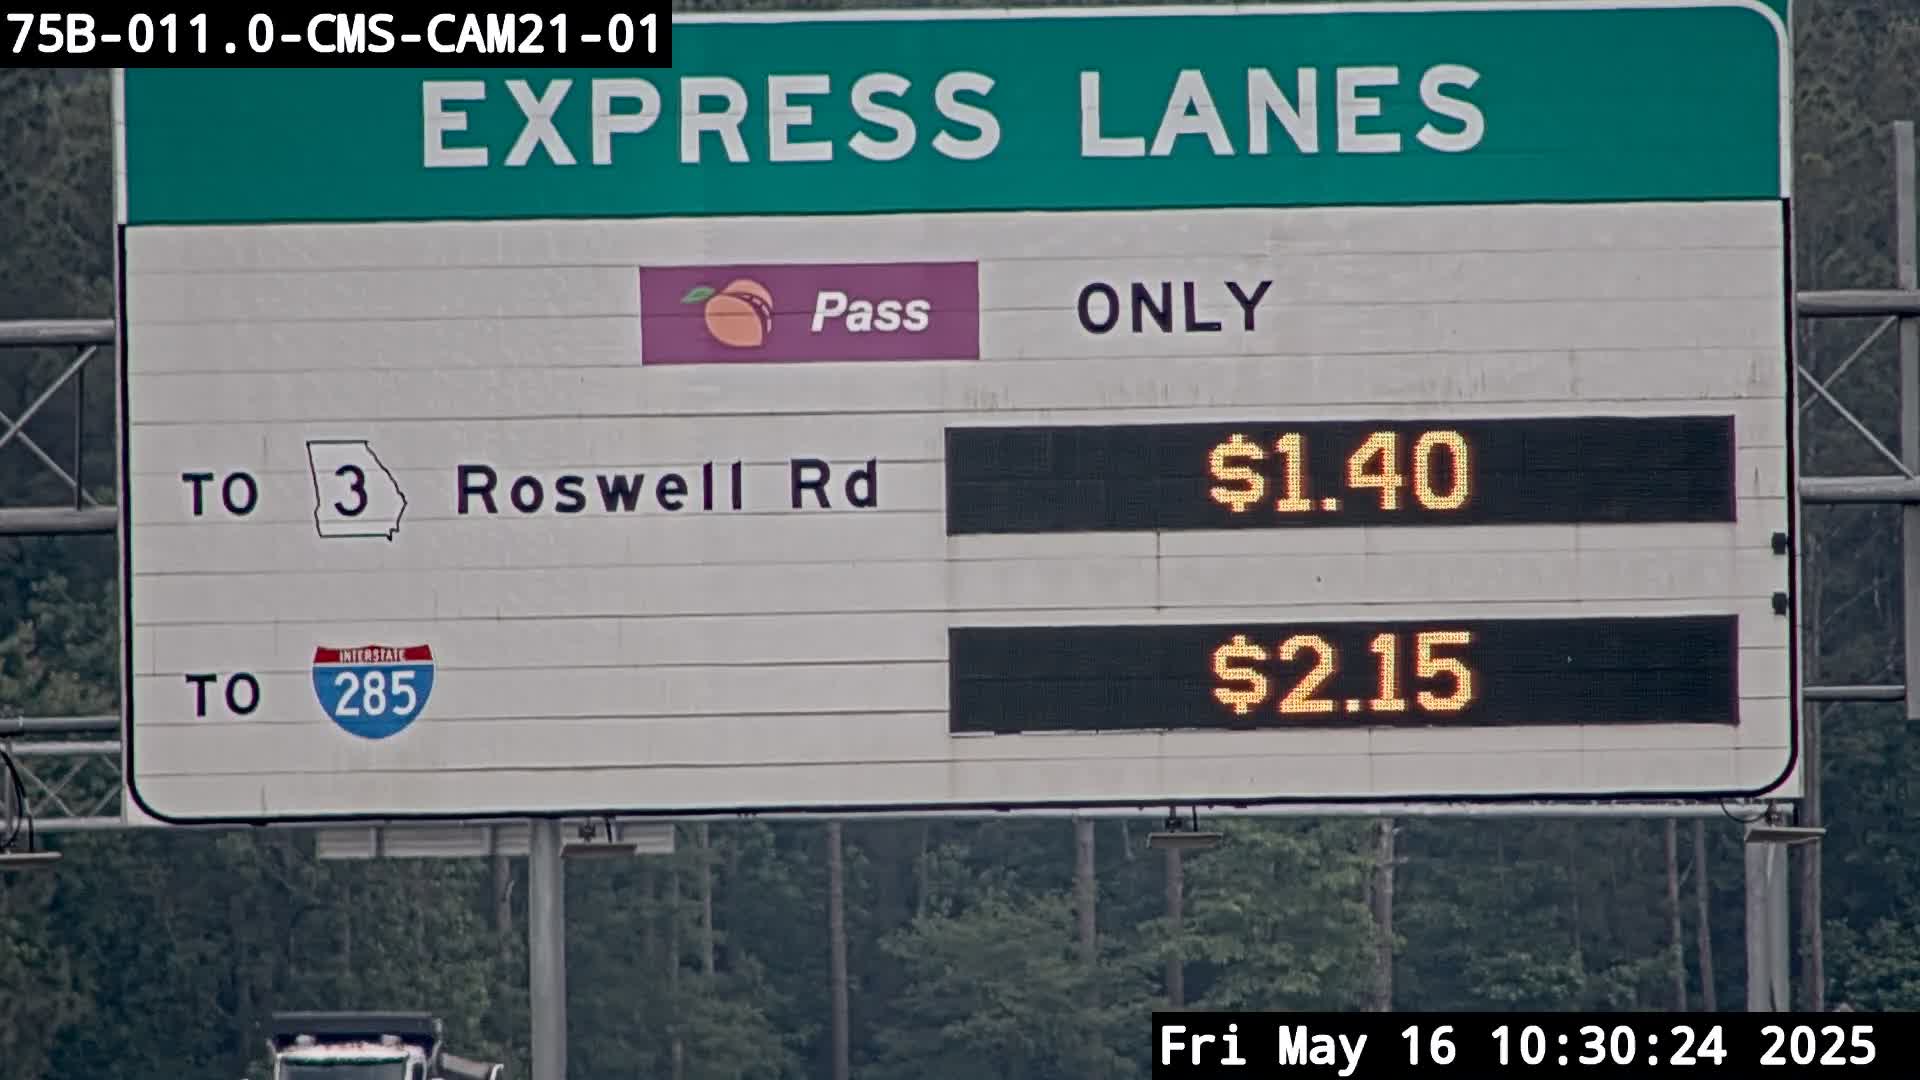 75B-011.0-CMS-CAM21-01
EXPRESS LANES
Pass ONLY
TO 3 Roswell Rd $1.40
TO INTERSTATE 285 $2.15
Fri May 16 10:30:24 2025